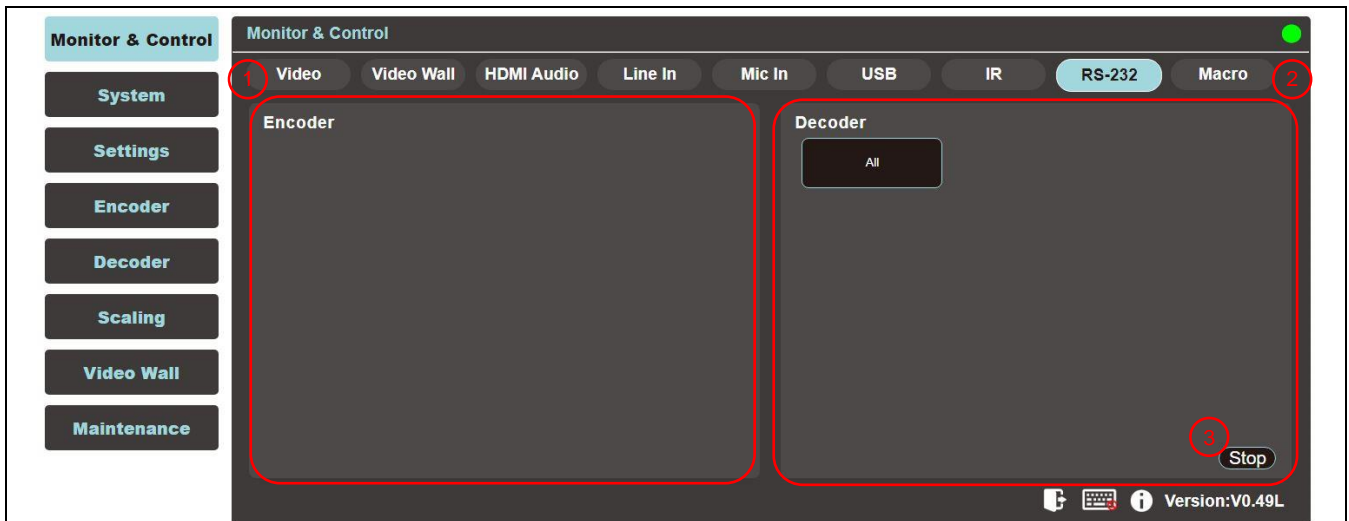 Monitor & Control
System
Settings
Encoder
Decoder
Scaling
Video Wall
Maintenance
Monitor & Control
1 Video Video Wall HDMI Audio Line In Mic In USB IR RS-232 Macro 2
Encoder
Decoder
All
3
Stop
Version:V0.49L